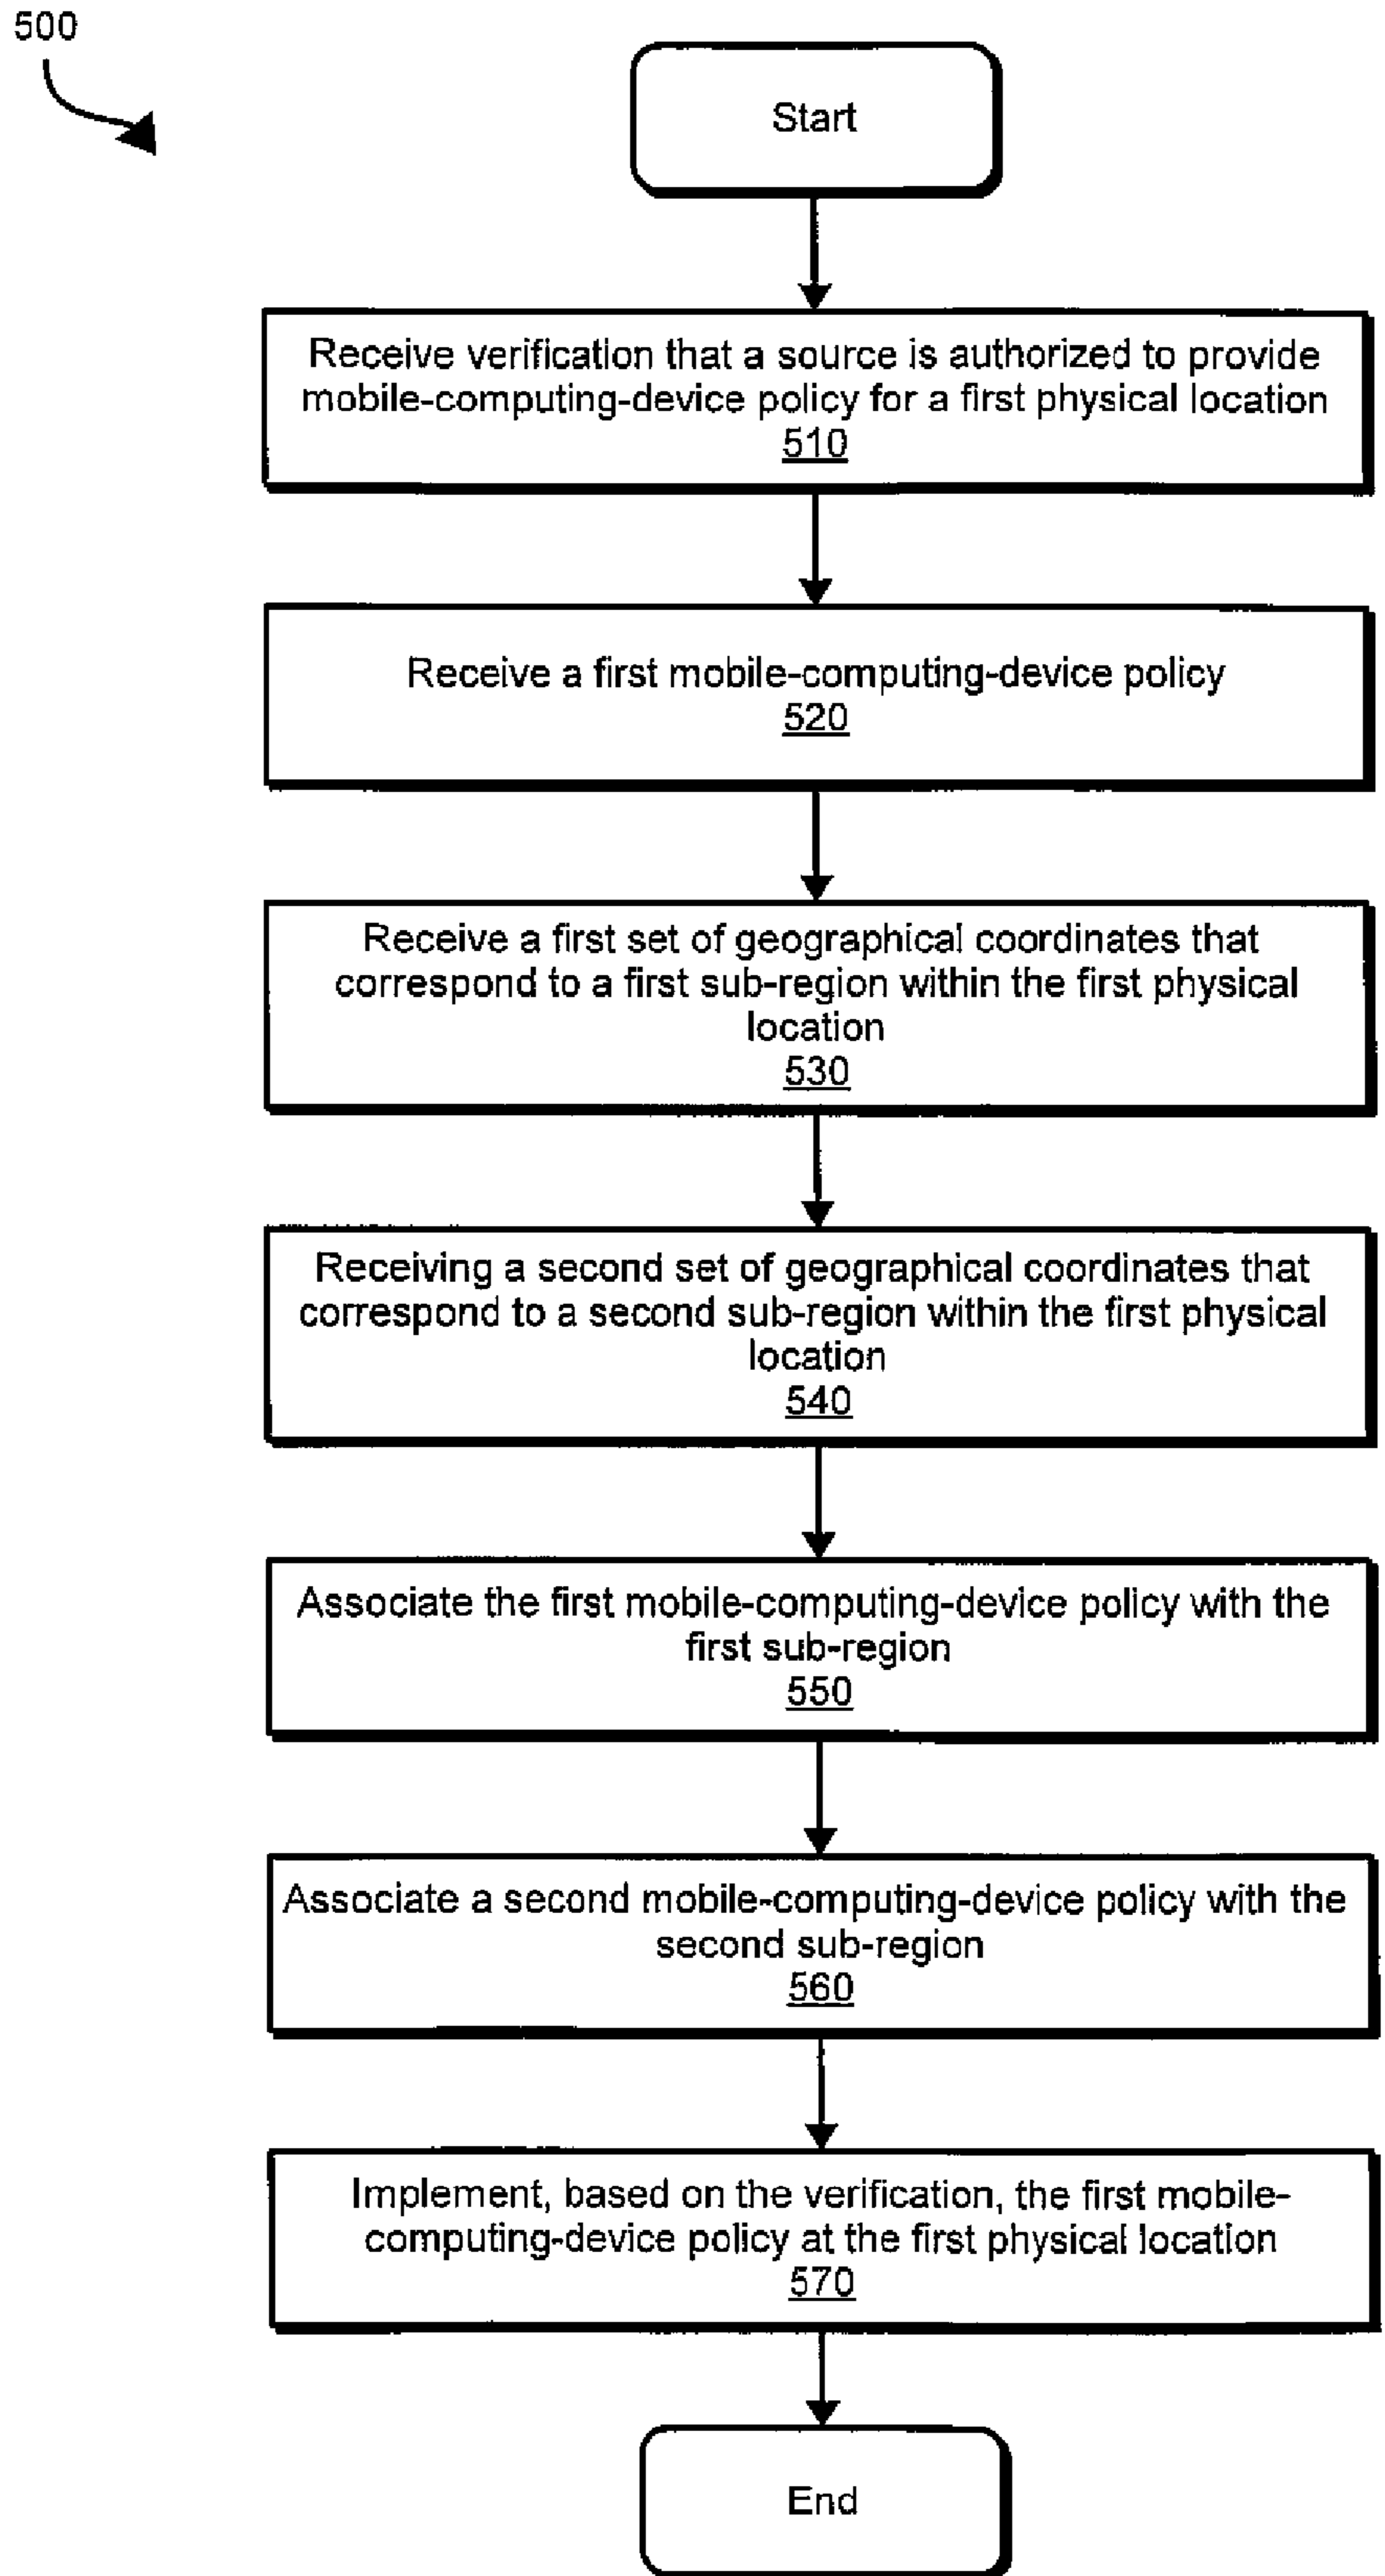 500
Start
Receive verification that a source is authorized to provide
mobile-computing-device policy for a first physical location
510
Receive a first mobile-computing-device policy
520
Receive a first set of geographical coordinates that
correspond to a first sub-region within the first physical
location
530
Receiving a second set of geographical coordinates that
correspond to a second sub-region within the first physical
location
540
Associate the first mobile-computing-device policy with the
first sub-region
550
Associate a second mobile-computing-device policy with the
second sub-region
560
Implement, based on the verification, the first mobile-
computing-device policy at the first physical location
570
End